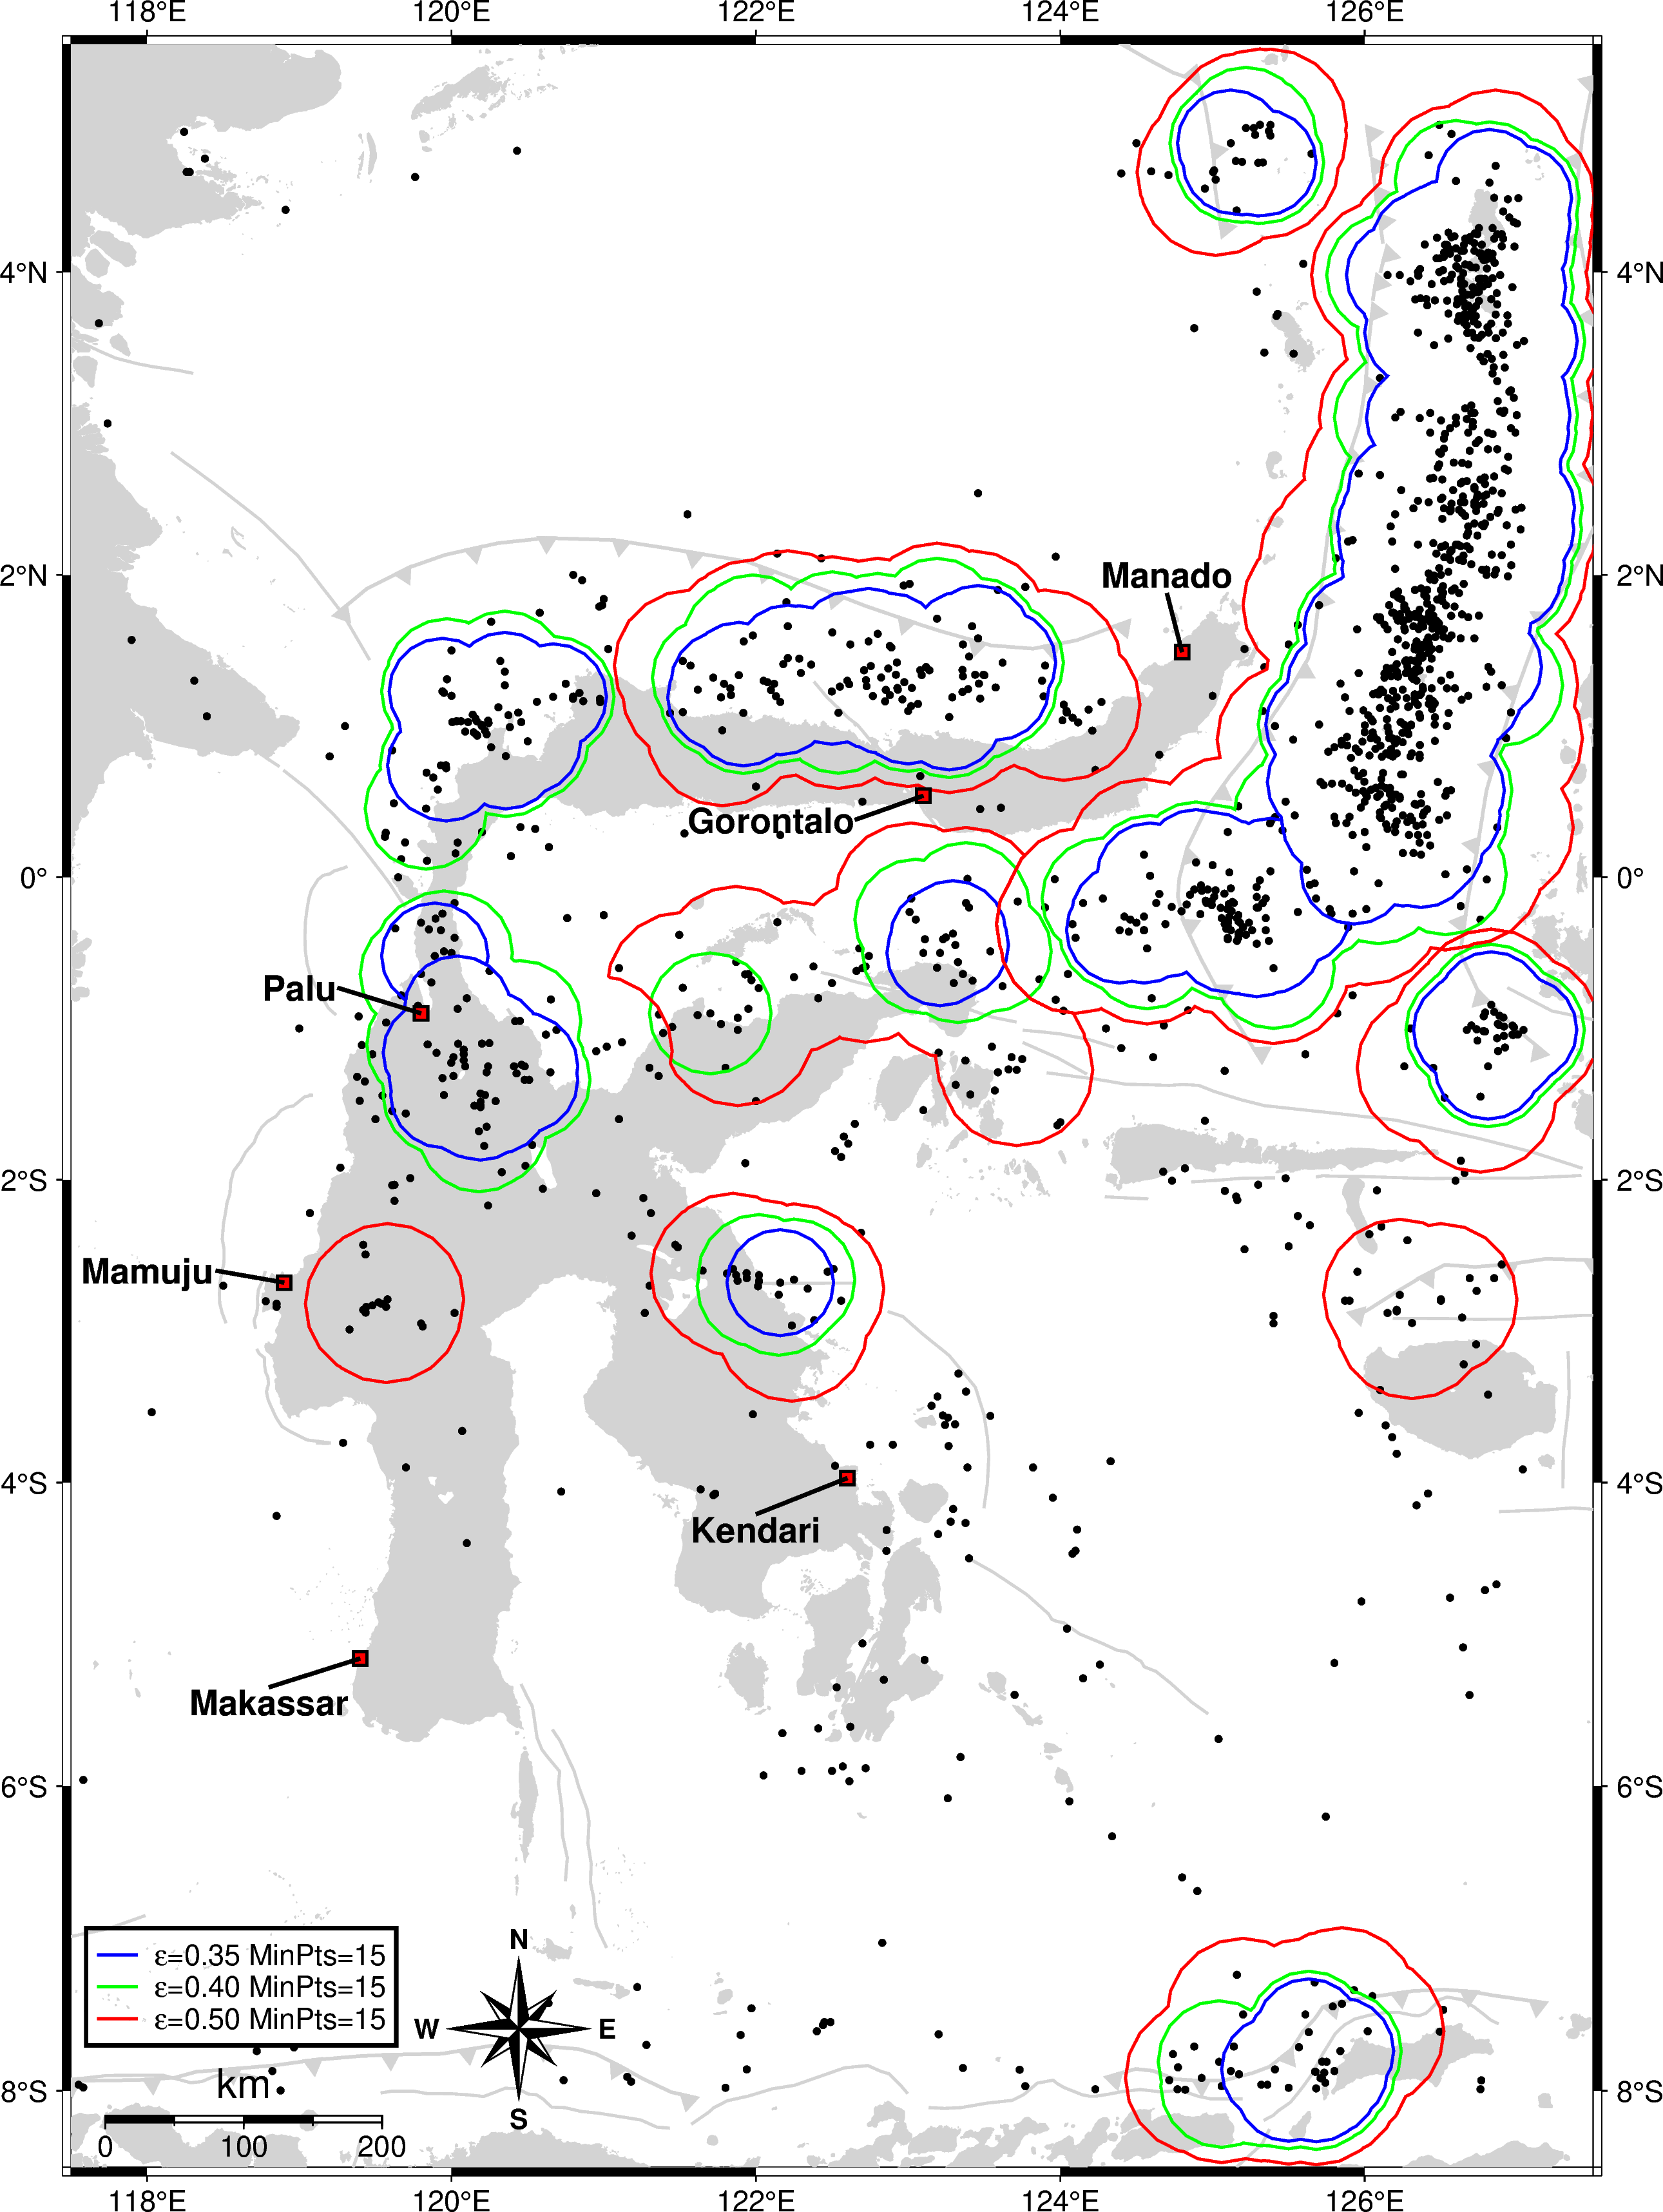 118°E 120°E 122°E 124°E 126°E
4°N 4°N
2°N 2°N
Manado
Gorontalo
0° 0°
Palu
2°S 2°S
Mamuju
4°S 4°S
Kendari
Makassar
6°S 6°S
ε=0.35 MinPts=15
ε=0.40 MinPts=15
ε=0.50 MinPts=15
N
W E
S
km
0 100 200
8°S 8°S
118°E 120°E 122°E 124°E 126°E